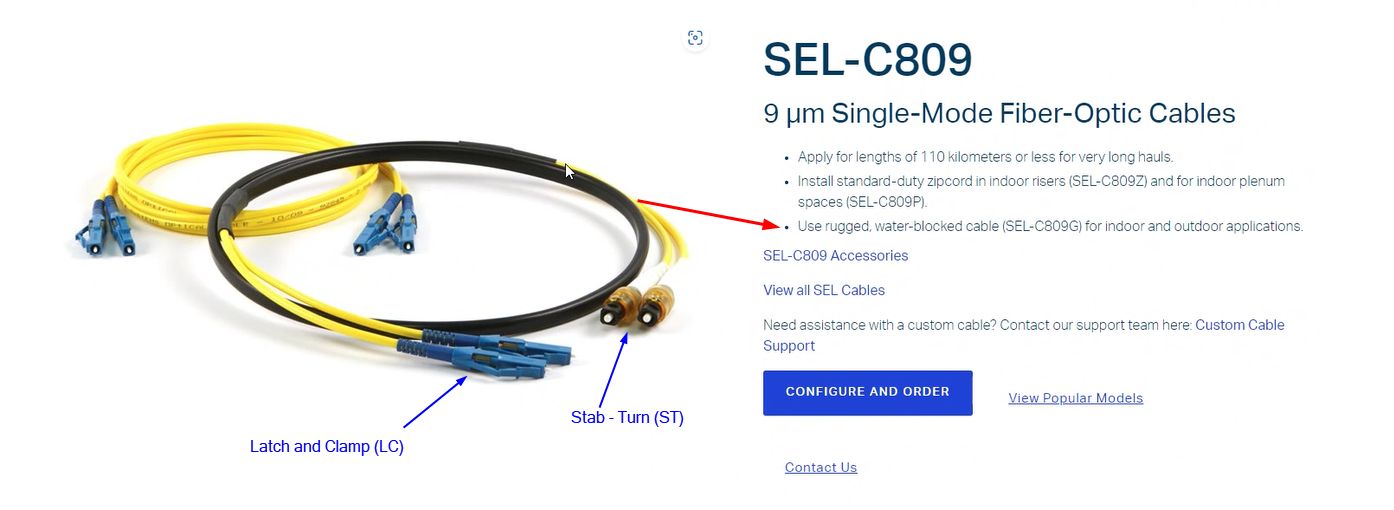 SEL-C809
9 µm Single-Mode Fiber-Optic Cables
Apply for lengths of 110 kilometers or less for very long hauls.
Install standard-duty zipcord in indoor risers (SEL-C809Z) and for indoor plenum
spaces (SEL-C809P).
Use rugged, water-blocked cable (SEL-C809G) for indoor and outdoor applications.
SEL-C809 Accessories
View all SEL Cables
Need assistance with a custom cable? Contact our support team here: Custom Cable
Support
CONFIGURE AND ORDER
View Popular Models
Contact Us
Stab - Turn (ST)
Latch and Clamp (LC)